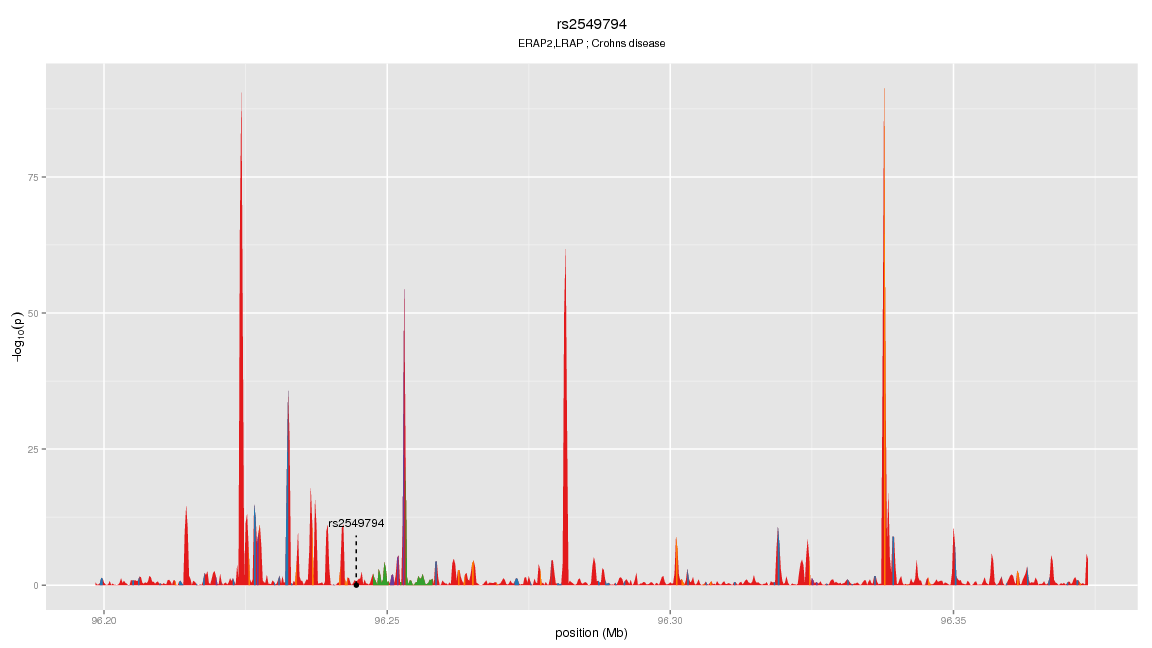 rs2549794
ERAP2,LRAP ; Crohns disease
75
50
25
0
−log10(p)
rs2549794
96.20
96.25
96.30
96.35
position (Mb)